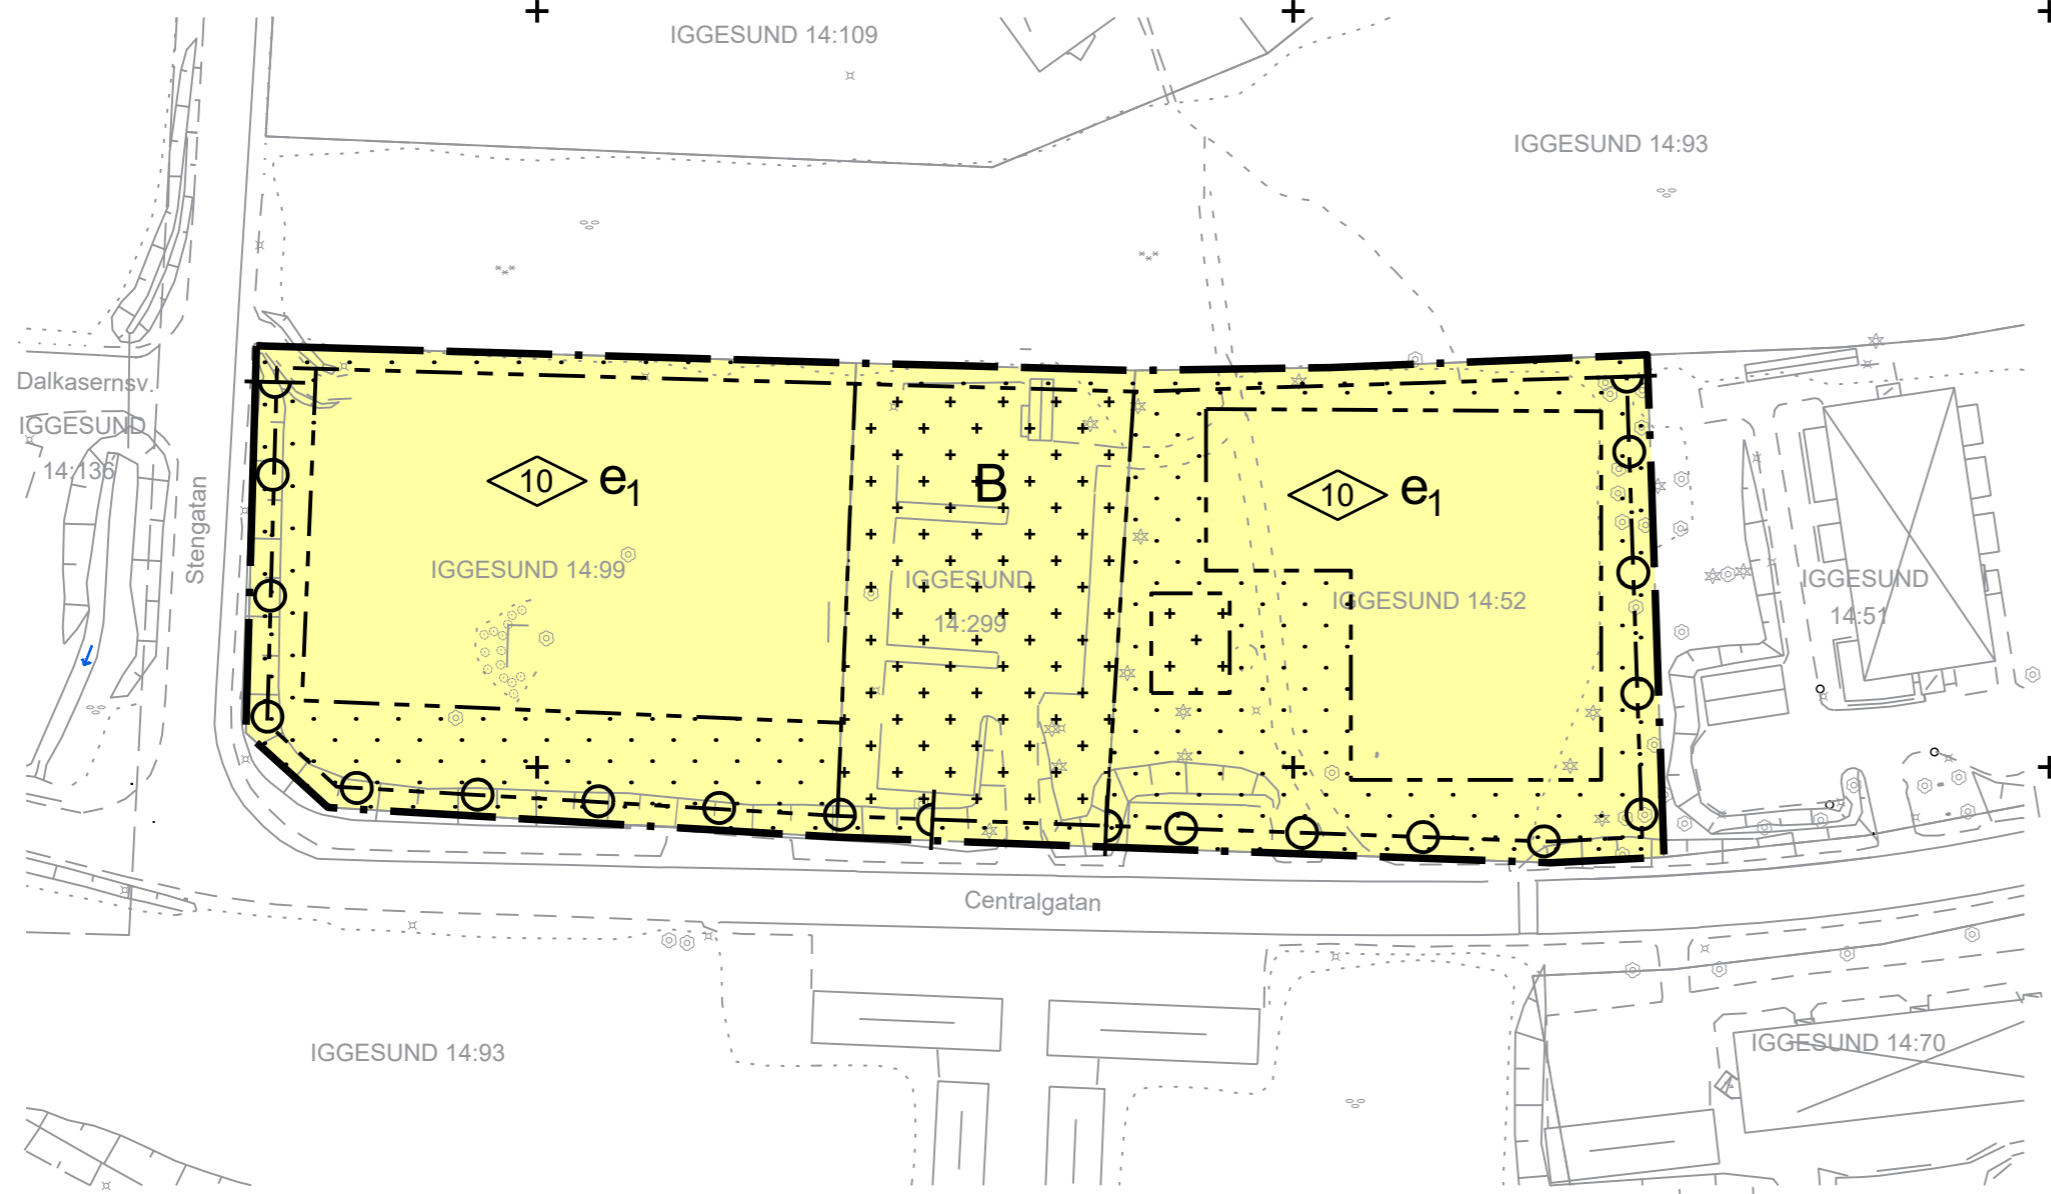 IGGESUND 14:109
IGGESUND 14:93
Dalkasernsv.
IGGESUND
14:136
Stengatan
10 e1
B
10 e1
IGGESUND 14:99
IGGESUND
14:299
IGGESUND 14:52
IGGESUND
14:51
Centralgatan
IGGESUND 14:93
IGGESUND 14:70